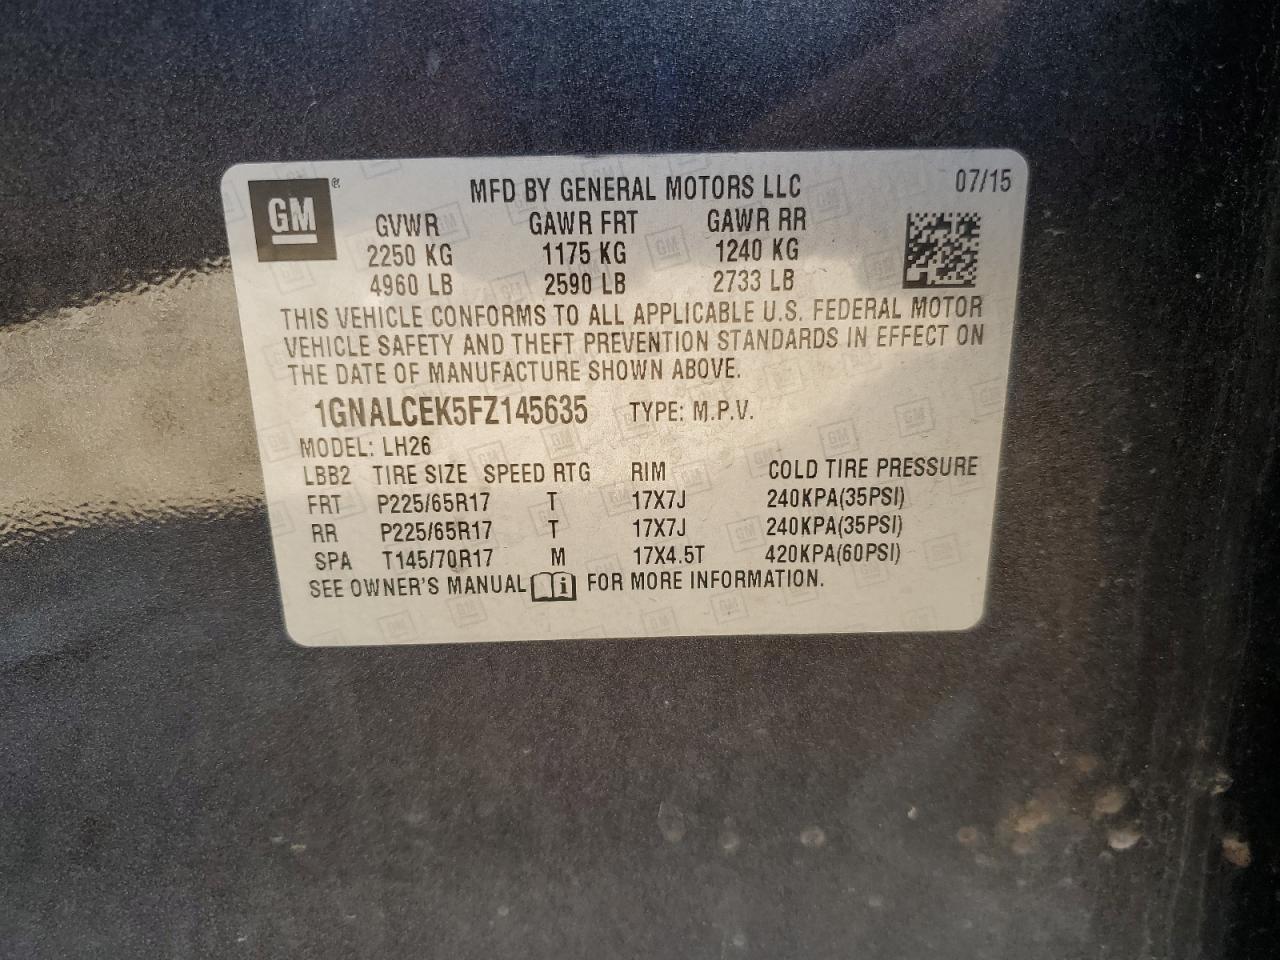 GM® MFD BY GENERAL MOTORS LLC 07/15
GVWR GAWR FRT GAWR RR
2250 KG 1175 KG 1240 KG
4960 LB 2590 LB 2733 LB
THIS VEHICLE CONFORMS TO ALL APPLICABLE U.S. FEDERAL MOTOR
VEHICLE SAFETY AND THEFT PREVENTION STANDARDS IN EFFECT ON
THE DATE OF MANUFACTURE SHOWN ABOVE.
1GNALCEK5FZ145635 TYPE: M.P.V.
MODEL: LH26
LBB2 TIRE SIZE SPEED RTG RIM COLD TIRE PRESSURE
FRT P225/65R17 T 17X7J 240KPA(35PSI)
RR P225/65R17 T 17X7J 240KPA(35PSI)
SPA T145/70R17 M 17X4.5T 420KPA(60PSI)
SEE OWNER'S MANUAL i FOR MORE INFORMATION.